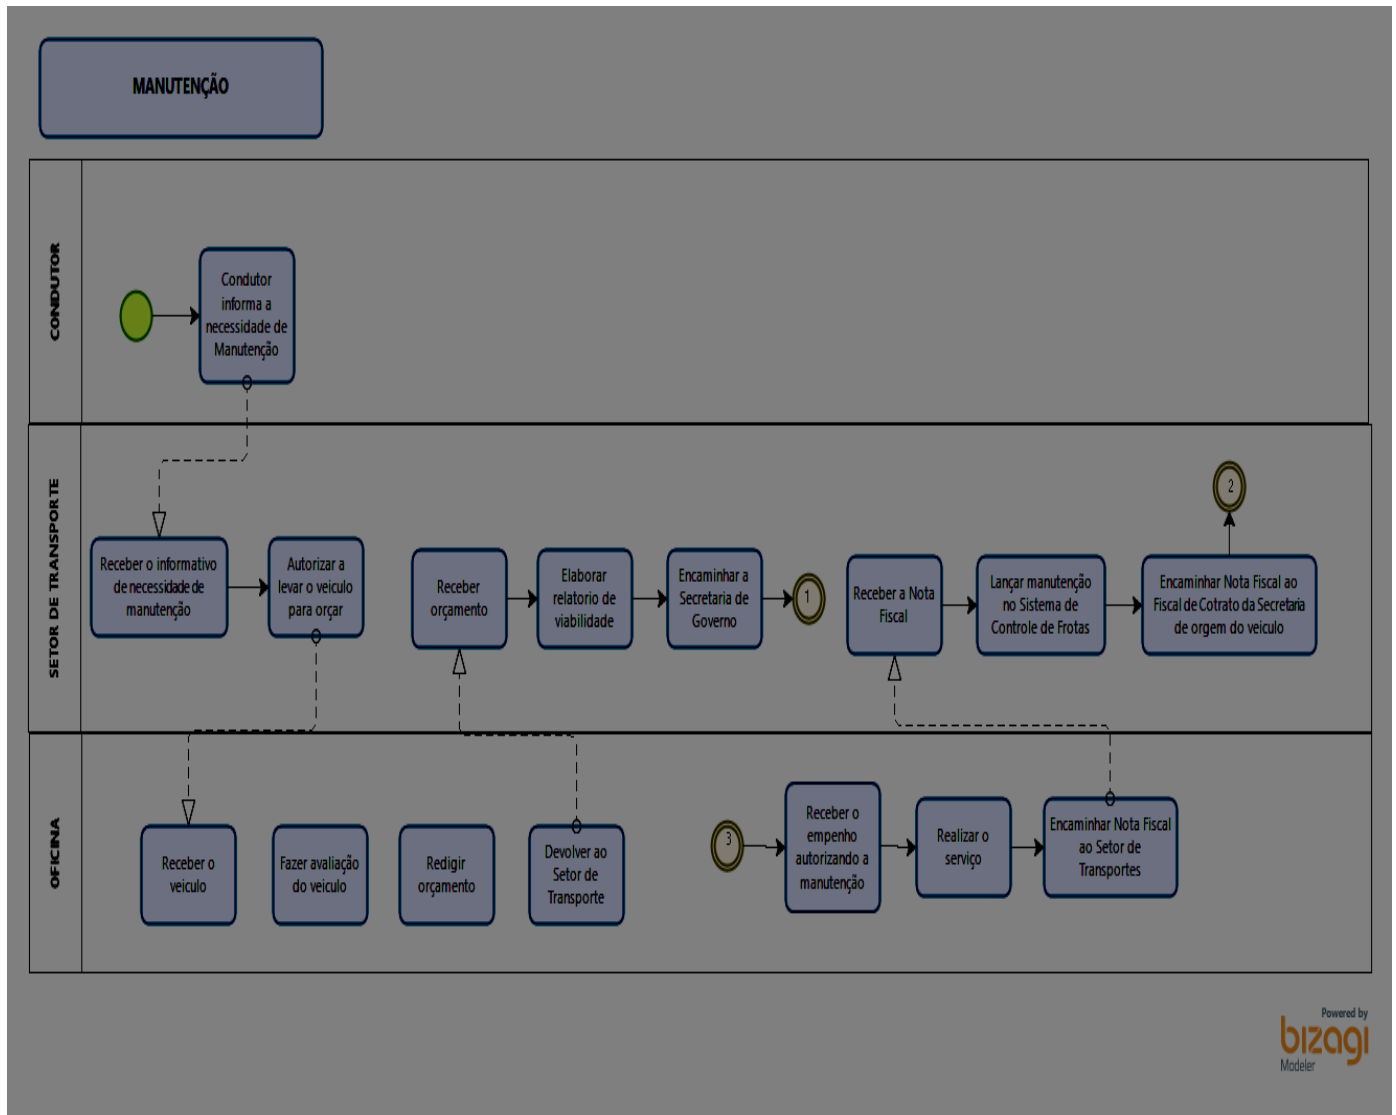 MANUTENÇÃO
CONDUTOR
Condutor
informa a
necessidade de
Manutenção
SETOR DE TRANSPORTE
Receber o informativo
de necessidade de
manutenção
Autorizar a
levar o veiculo
para orçar
Receber
orçamento
Elaborar
relatorio de
viabilidade
Encaminhar a
Secretaria de
Governo
1
Receber a Nota
Fiscal
Lançar manutenção
no Sistema de
Controle de Frotas
Encaminhar Nota Fiscal ao
Fiscal de Cotrato da Secretaria
de orgem do veiculo
2
OFICINA
Receber o
veiculo
Fazer avaliação
do veiculo
Redigir
orçamento
Devolver ao
Setor de
Transporte
3
Receber o
empenho
autorizando a
manutenção
Realizar o
serviço
Encaminhar Nota Fiscal
ao Setor de
Transportes
Powered by
bizagi
Modeler